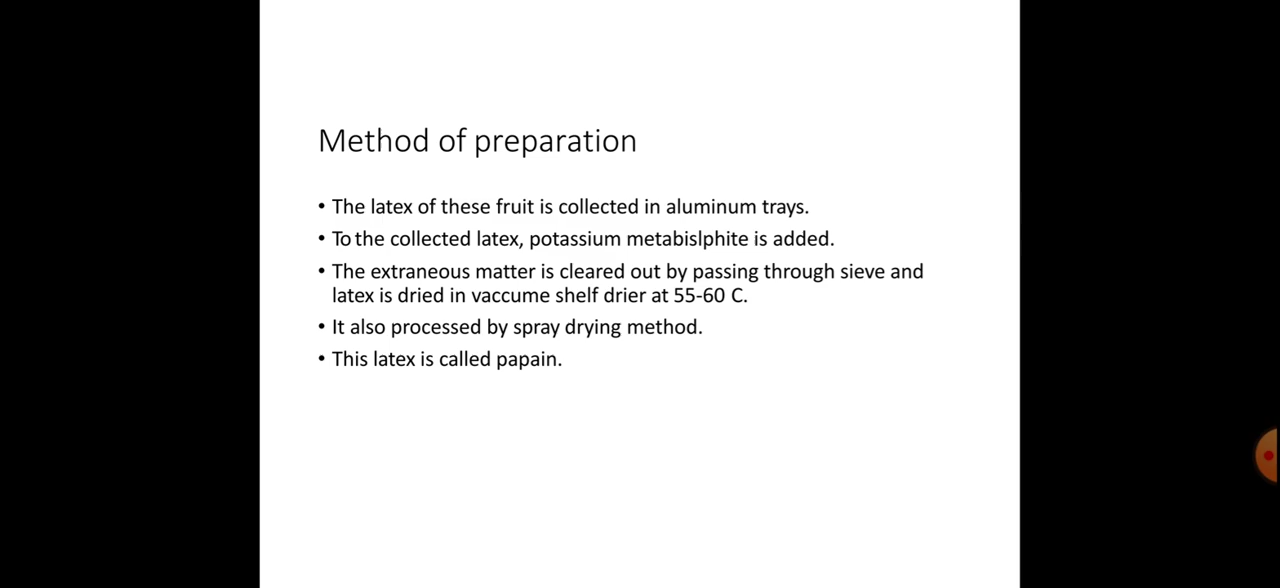 Method of preparation
• The latex of these fruit is collected in aluminum trays.
• To the collected latex, potassium metabislphite is added.
• The extraneous matter is cleared out by passing through sieve and
latex is dried in vaccume shelf drier at 55-60 C.
• It also processed by spray drying method.
• This latex is called papain.